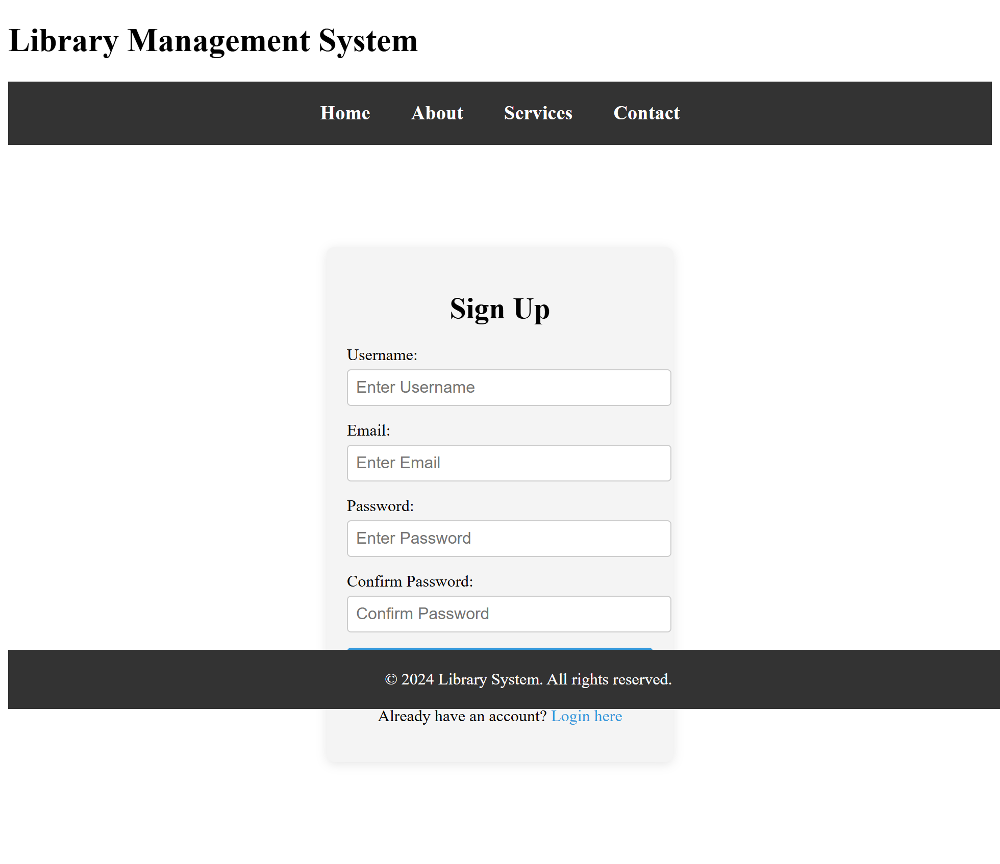 Library Management System
Home About Services Contact
Sign Up
Username:
Enter Username
Email:
Enter Email
Password:
Enter Password
Confirm Password:
Confirm Password
© 2024 Library System. All rights reserved.
Already have an account? Login here